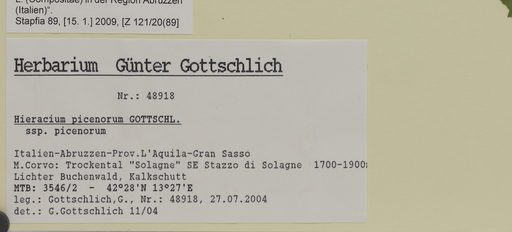 L. (Compositae) in der Region Abruzzen
(Italien)".
Stapfia 89, [15. 1.] 2009, [Z 121/20(89]
Herbarium Günter Gottschlich
Nr.: 48918
Hieracium picenorum GOTTSCHL.
ssp. picenorum
Italien-Abruzzen-Prov.L'Aquila-Gran Sasso
M.Corvo: Trockental "Solagne" SE Stazzo di Solagne 1700-1900
Lichter Buchenwald, Kalkschutt
MTB: 3546/2 - 42°28'N 13°27'E
leg.: Gottschlich,G., Nr.: 48918, 27.07.2004
det.: G.Gottschlich 11/04